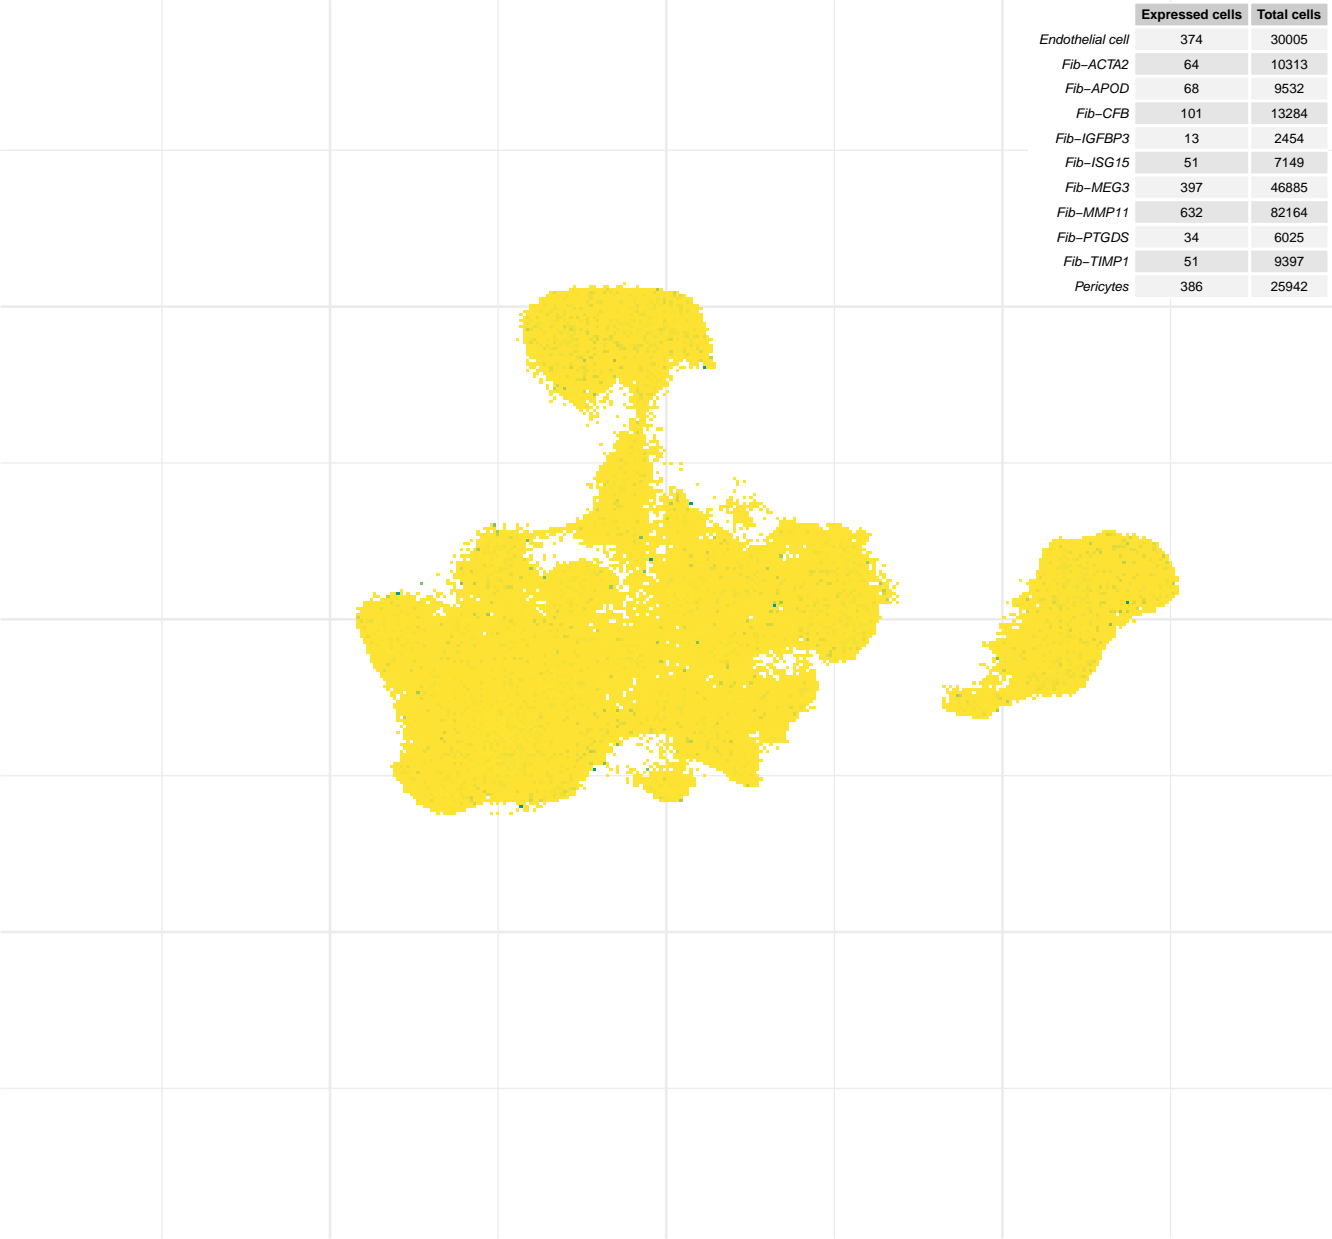 Expressed cells Total cells
Endothelial cell 374 30005
Fib−ACTA2 64 10313
Fib−APOD 68 9532
Fib−CFB 101 13284
Fib−IGFBP3 13 2454
Fib−ISG15 51 7149
Fib−MEG3 397 46885
Fib−MMP11 632 82164
Fib−PTGDS 34 6025
Fib−TIMP1 51 9397
Pericytes 386 25942